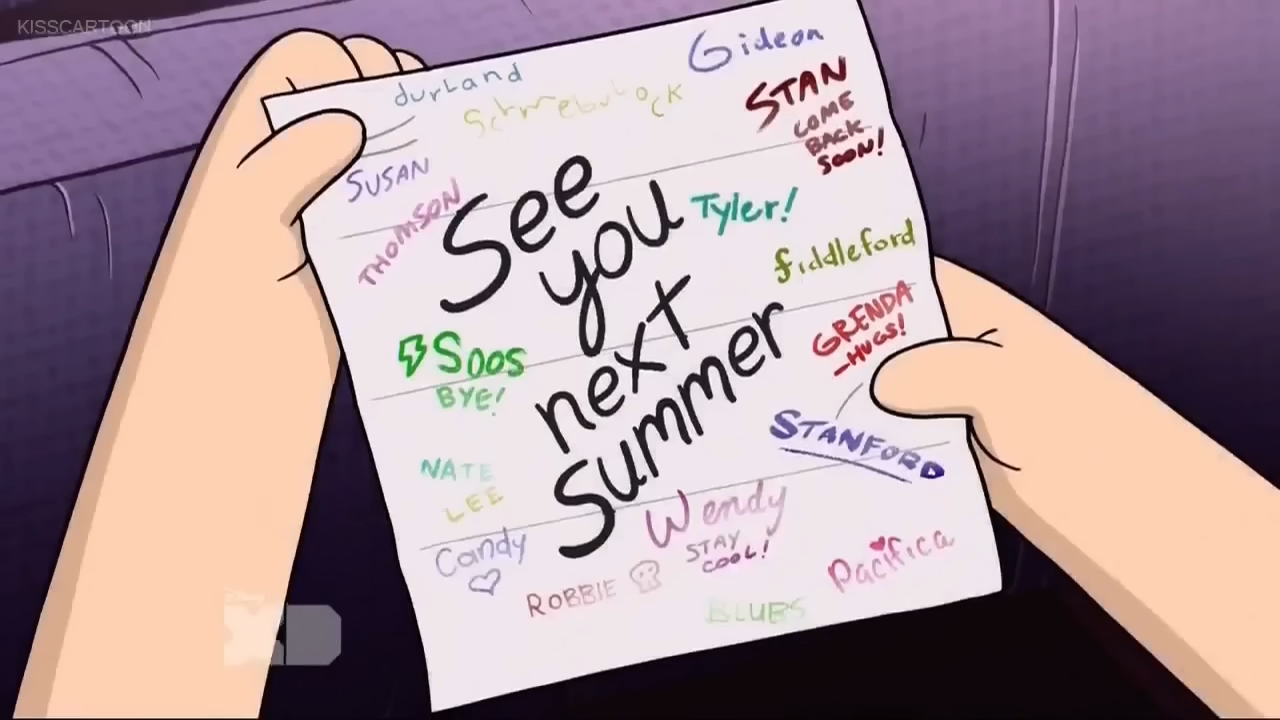 KISSCARTOON
Gideon
durland
Schmebulock
STAN
COME
BACK
SOON!
SUSAN
THOMSON
See
you
next
summer
Tyler!
fiddleford
GRENDA
-HUGS!
Soos
BYE!
STANFORD
NATE
LEE
Wendy
STAY
COOL!
Candy
ROBBIE
Pacifica
BLUBS
XD